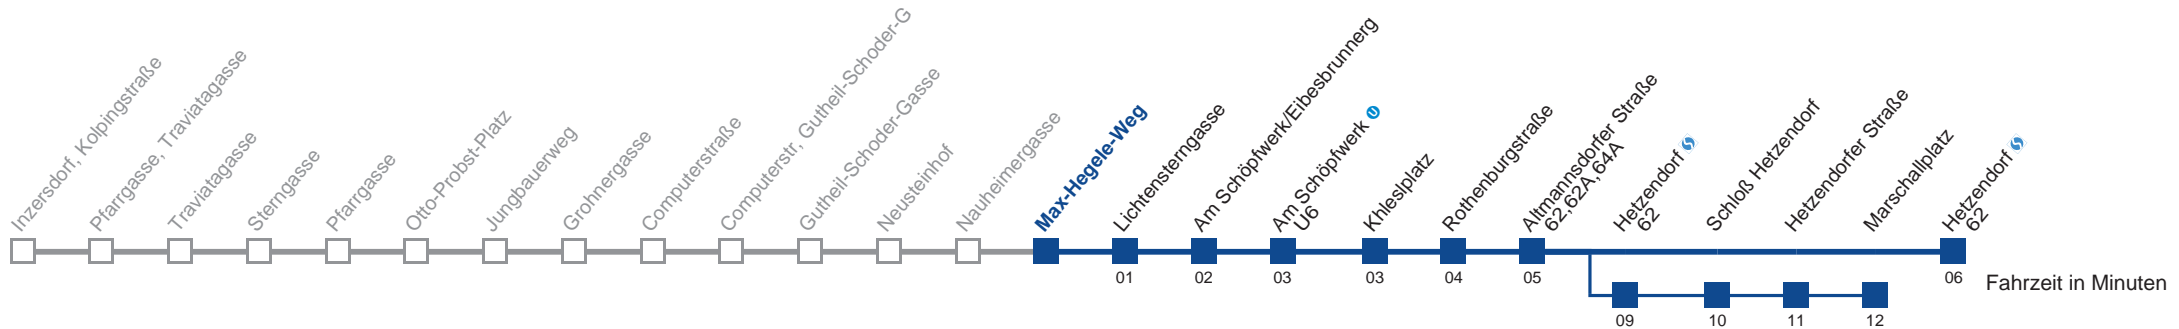 Inzersdorf, Kolpingstraße
Pfarrgasse, Traviatagasse
Traviatagasse
Sterngasse
Pfarrgasse
Otto-Probst-Platz
Jungbauerweg
Grohnergasse
Computerstraße
Computerstr, Gutheil-Schoder-G
Gutheil-Schoder-Gasse
Neusteinhof
Nauheimergasse
Max-Hegele-Weg
Lichtensterngasse
Am Schöpfwerk/Eibesbrunnerg
Am Schöpfwerk U
U6
Khleslplatz
Rothenburgstraße
Altmannsdorfer Straße
62,62A,64A
Hetzendorf S
62
Schloß Hetzendorf
Hetzendorfer Straße
Marschallplatz
Hetzendorf S
62
01
02
03
03
04
05
06
Fahrzeit in Minuten
09
10
11
12